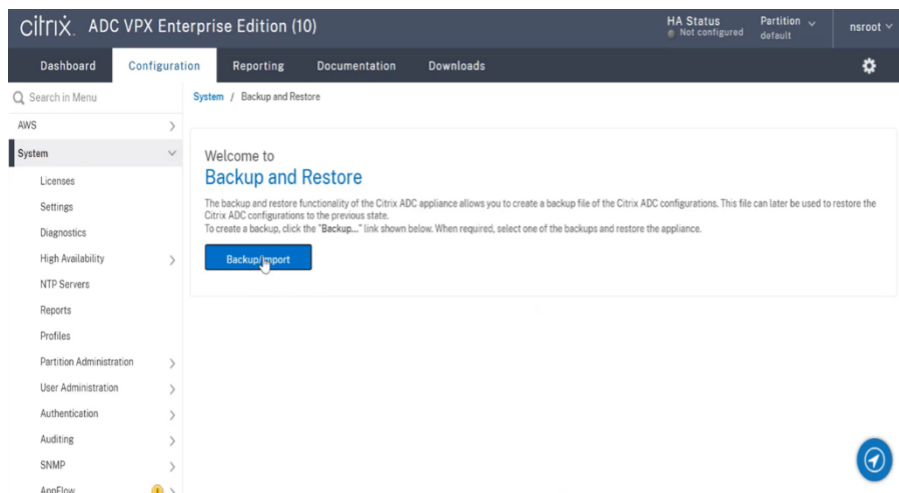 citrix. ADC VPX Enterprise Edition (10)
HA Status
Not configured
Partition
default
nsroot
Dashboard
Configuration
Reporting
Documentation
Downloads
Search in Menu
AWS
System
Licenses
Settings
Diagnostics
High Availability
NTP Servers
Reports
Profiles
Partition Administration
User Administration
Authentication
Auditing
SNMP
AppFlow
System / Backup and Restore
Welcome to
Backup and Restore
The backup and restore functionality of the Citrix ADC appliance allows you to create a backup file of the Citrix ADC configurations. This file can later be used to restore the
Citrix ADC configurations to the previous state.
To create a backup, click the "Backup..." link shown below. When required, select one of the backups and restore the appliance.
Backup/Import